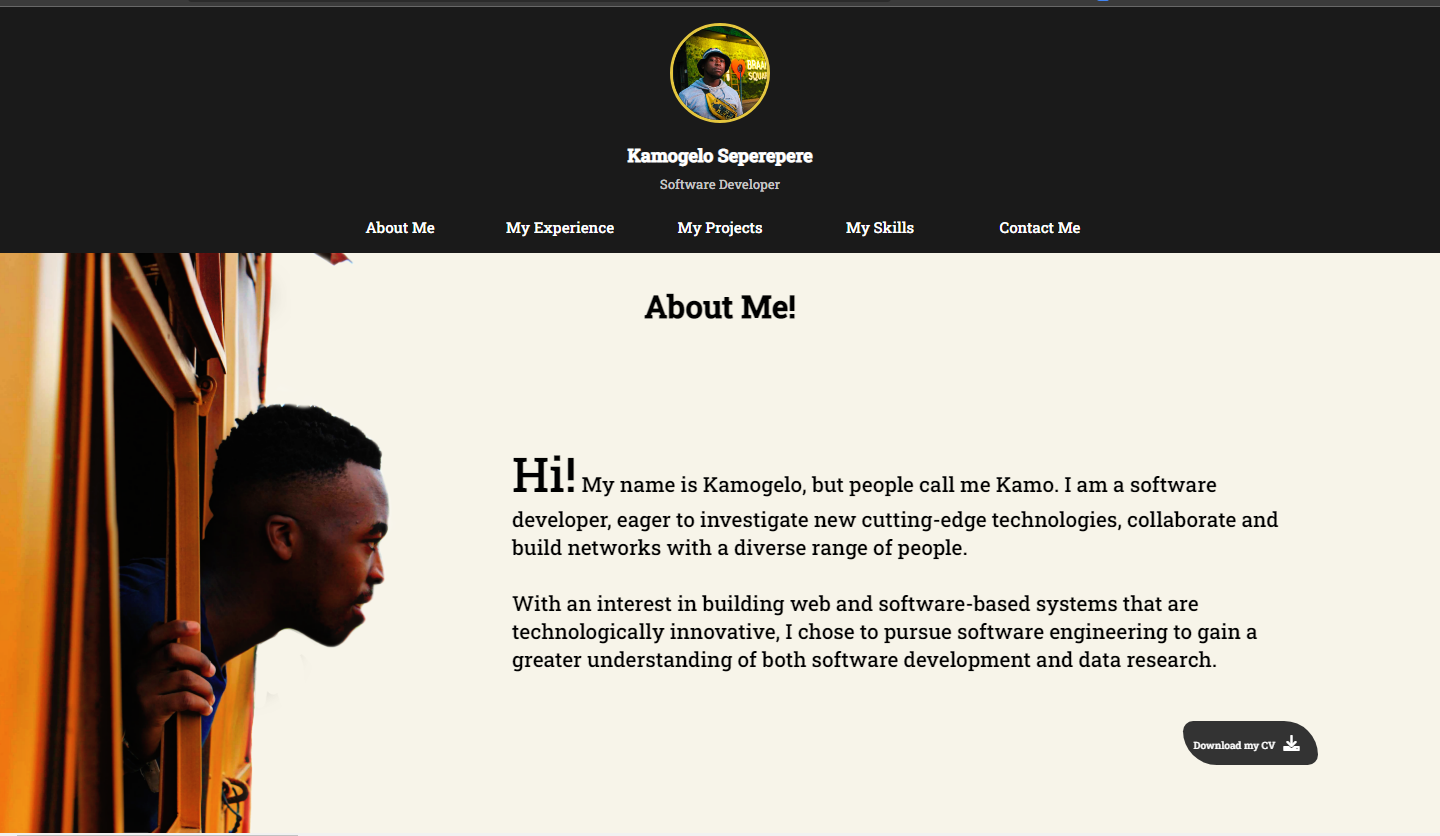 BRAA
SQUA
Kamogelo Seperepere
Software Developer
About Me My Experience My Projects My Skills Contact Me
About Me!
Hi! My name is Kamogelo, but people call me Kamo. I am a software
developer, eager to investigate new cutting-edge technologies, collaborate and
build networks with a diverse range of people.
With an interest in building web and software-based systems that are
technologically innovative, I chose to pursue software engineering to gain a
greater understanding of both software development and data research.
Download my CV